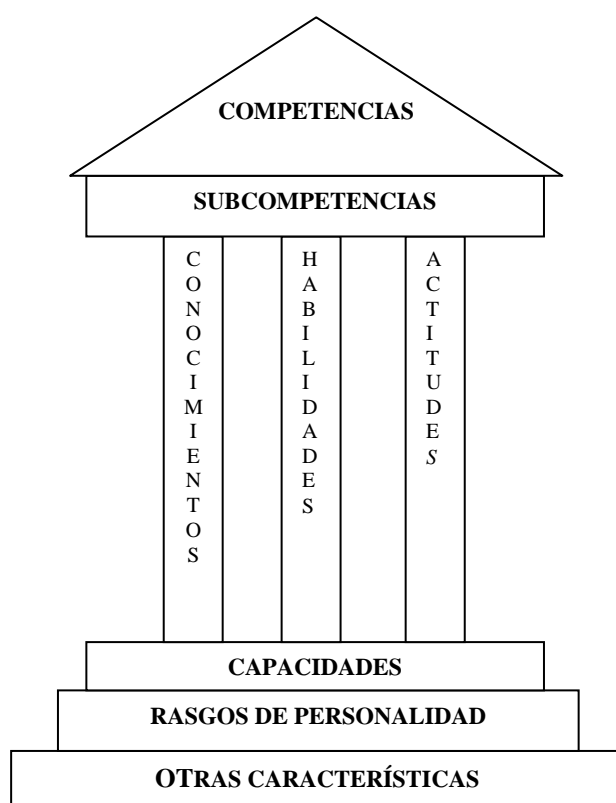 COMPETENCIAS
SUBCOMPETENCIAS
CONOCIMIENTOS
HABILIDADES
ACTITUDES
CAPACIDADES
RASGOS DE PERSONALIDAD
OTRAS CARACTERÍSTICAS